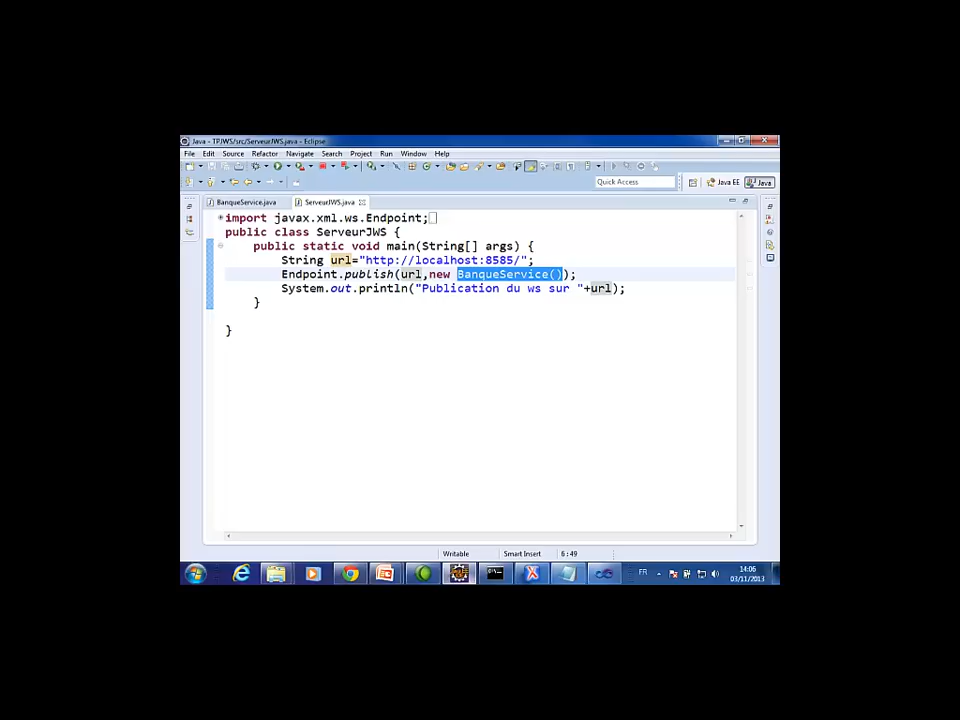 Java - TPJWS/src/ServeurJWS.java - Eclipse
File Edit Source Refactor Navigate Search Project Run Window Help
Quick Access
Java EE
Java
BanqueService.java
ServeurJWS.java
import javax.xml.ws.Endpoint;
public class ServeurJWS {
public static void main(String[] args) {
String url="http://localhost:8585/";
Endpoint.publish(url,new BanqueService());
System.out.println("Publication du ws sur "+url);
}
}
Writable Smart Insert 6:49
FR
14:06
03/11/2013